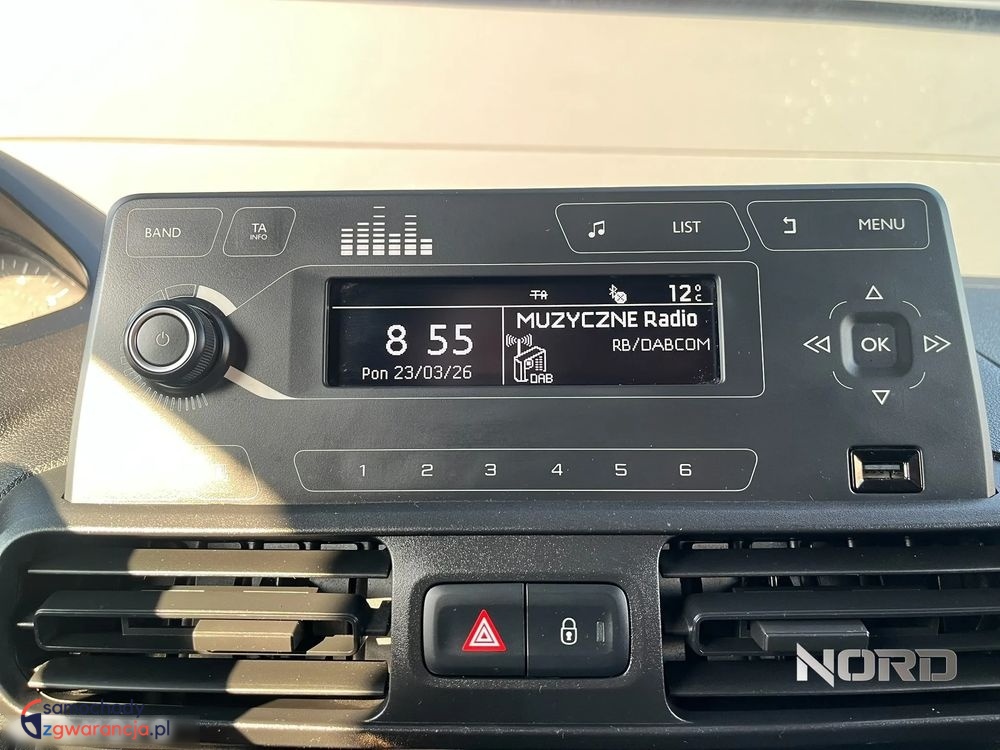 BAND
TA
INFO
LIST
MENU
TA
12°C
8 55
MUZYCZNE Radio
RB/DABCOM
Pon 23/03/26
DAB
OK
1 2 3 4 5 6
NORD
samochody
zgwarancja.pl